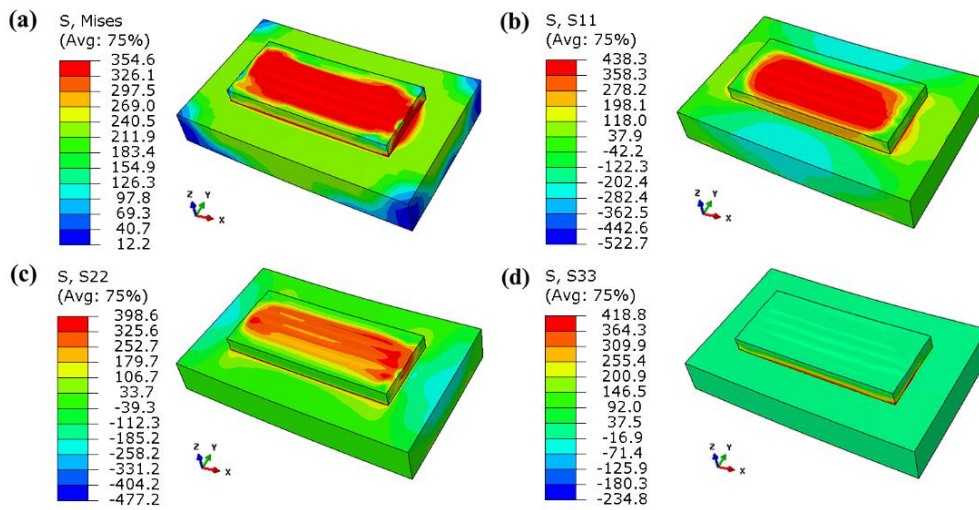 (a)
S, Mises
(Avg: 75%)
354.6
326.1
297.5
269.0
240.5
211.9
183.4
154.9
126.3
97.8
69.3
40.7
12.2
Z
Y
X
(b)
S, S11
(Avg: 75%)
438.3
358.3
278.2
198.1
118.0
37.9
-42.2
-122.3
-202.4
-282.4
-362.5
-442.6
-522.7
Z
Y
X
(c)
S, S22
(Avg: 75%)
398.6
325.6
252.7
179.7
106.7
33.7
-39.3
-112.3
-185.2
-258.2
-331.2
-404.2
-477.2
Z
Y
X
(d)
S, S33
(Avg: 75%)
418.8
364.3
309.9
255.4
200.9
146.5
92.0
37.5
-16.9
-71.4
-125.9
-180.3
-234.8
Z
Y
X